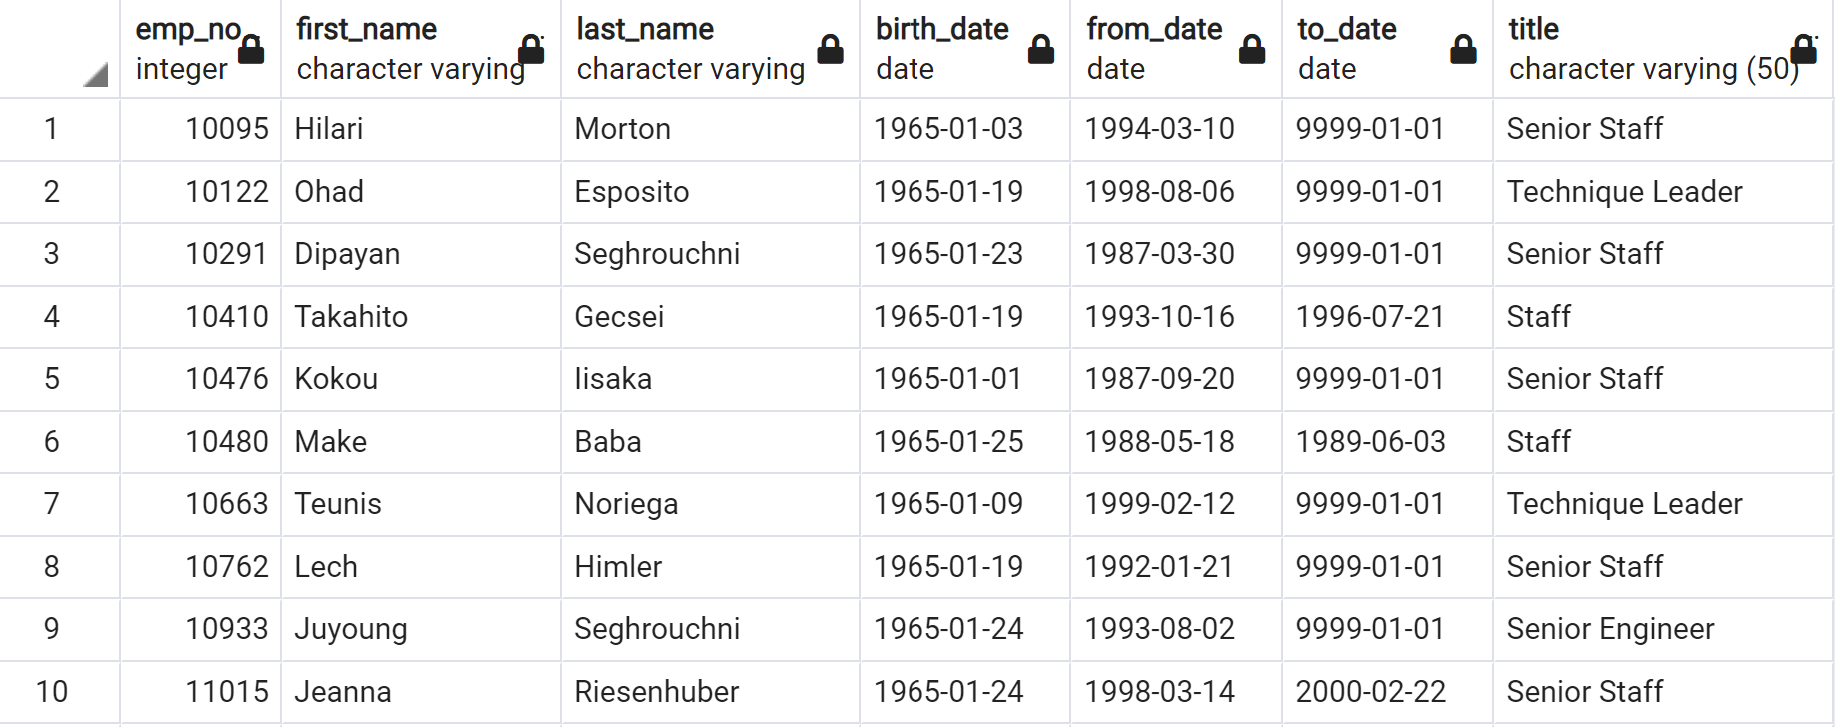 emp_no first_name last_name birth_date from_date to_date title
integer character varying character varying date date date character varying (50)
1 10095 Hilari Morton 1965-01-03 1994-03-10 9999-01-01 Senior Staff
2 10122 Ohad Esposito 1965-01-19 1998-08-06 9999-01-01 Technique Leader
3 10291 Dipayan Seghrouchni 1965-01-23 1987-03-30 9999-01-01 Senior Staff
4 10410 Takahito Gecsei 1965-01-19 1993-10-16 1996-07-21 Staff
5 10476 Kokou Iisaka 1965-01-01 1987-09-20 9999-01-01 Senior Staff
6 10480 Make Baba 1965-01-25 1988-05-18 1989-06-03 Staff
7 10663 Teunis Noriega 1965-01-09 1999-02-12 9999-01-01 Technique Leader
8 10762 Lech Himler 1965-01-19 1992-01-21 9999-01-01 Senior Staff
9 10933 Juyoung Seghrouchni 1965-01-24 1993-08-02 9999-01-01 Senior Engineer
10 11015 Jeanna Riesenhuber 1965-01-24 1998-03-14 2000-02-22 Senior Staff